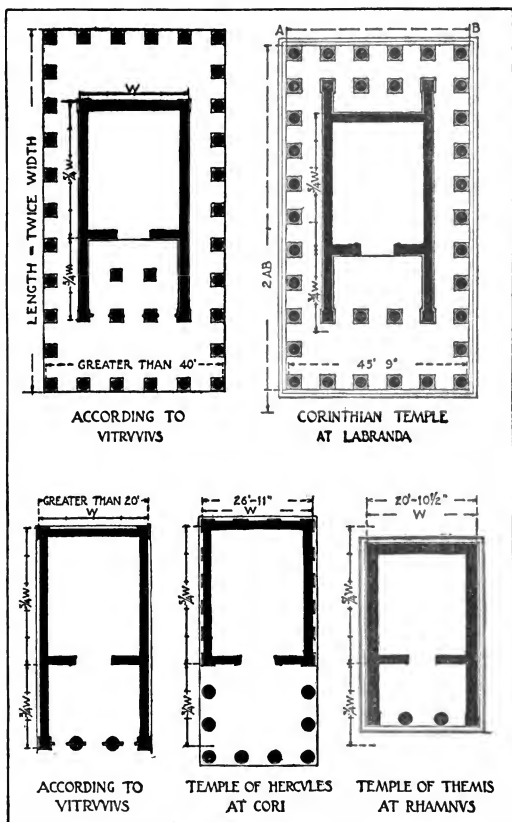 A B
W
LENGTH = TWICE WIDTH
5/4 W
3/4 W
5/4 W
3/4 W
2 AB
GREATER THAN 40'
45' 9"
ACCORDING TO
VITRVVIVS
CORINTHIAN TEMPLE
AT LABRANDA
GREATER THAN 20'
W
26'-11"
W
20'-10½"
W
5/4 W
3/4 W
5/4 W
3/4 W
5/4 W
3/4 W
ACCORDING TO
VITRVVIVS
TEMPLE OF HERCVLES
AT CORI
TEMPLE OF THEMIS
AT RHAMNVS